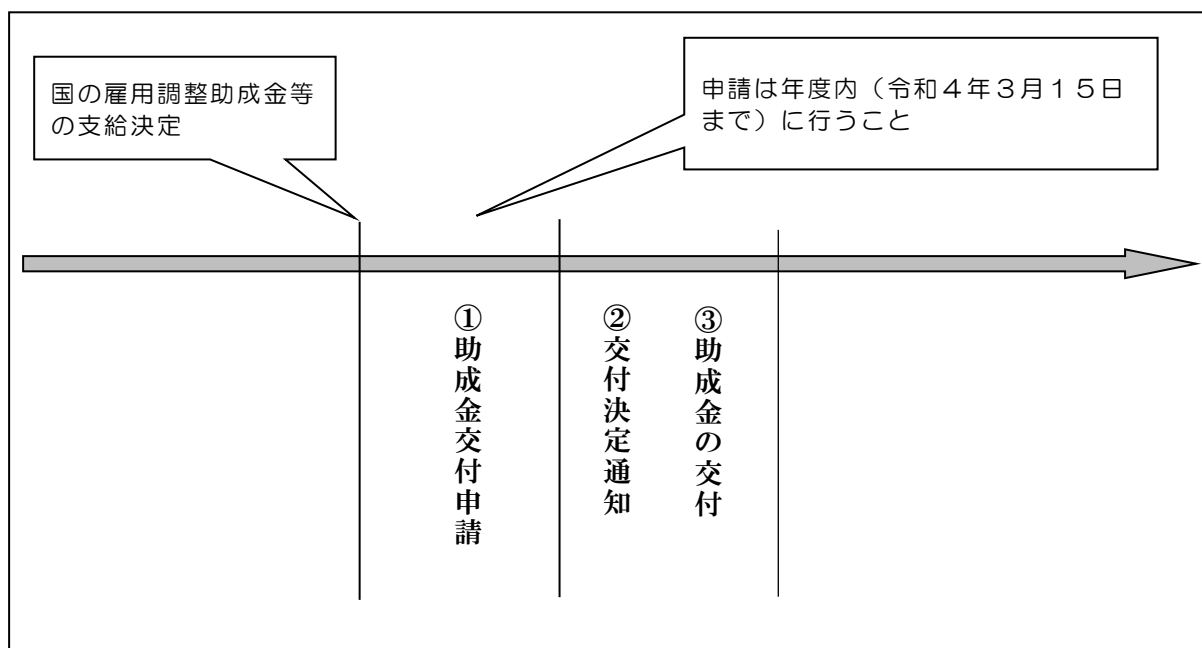 国の雇用調整助成金等
の支給決定
申請は年度内（令和４年３月１５日
まで）に行うこと
①助成金交付申請
②交付決定通知
③助成金の交付